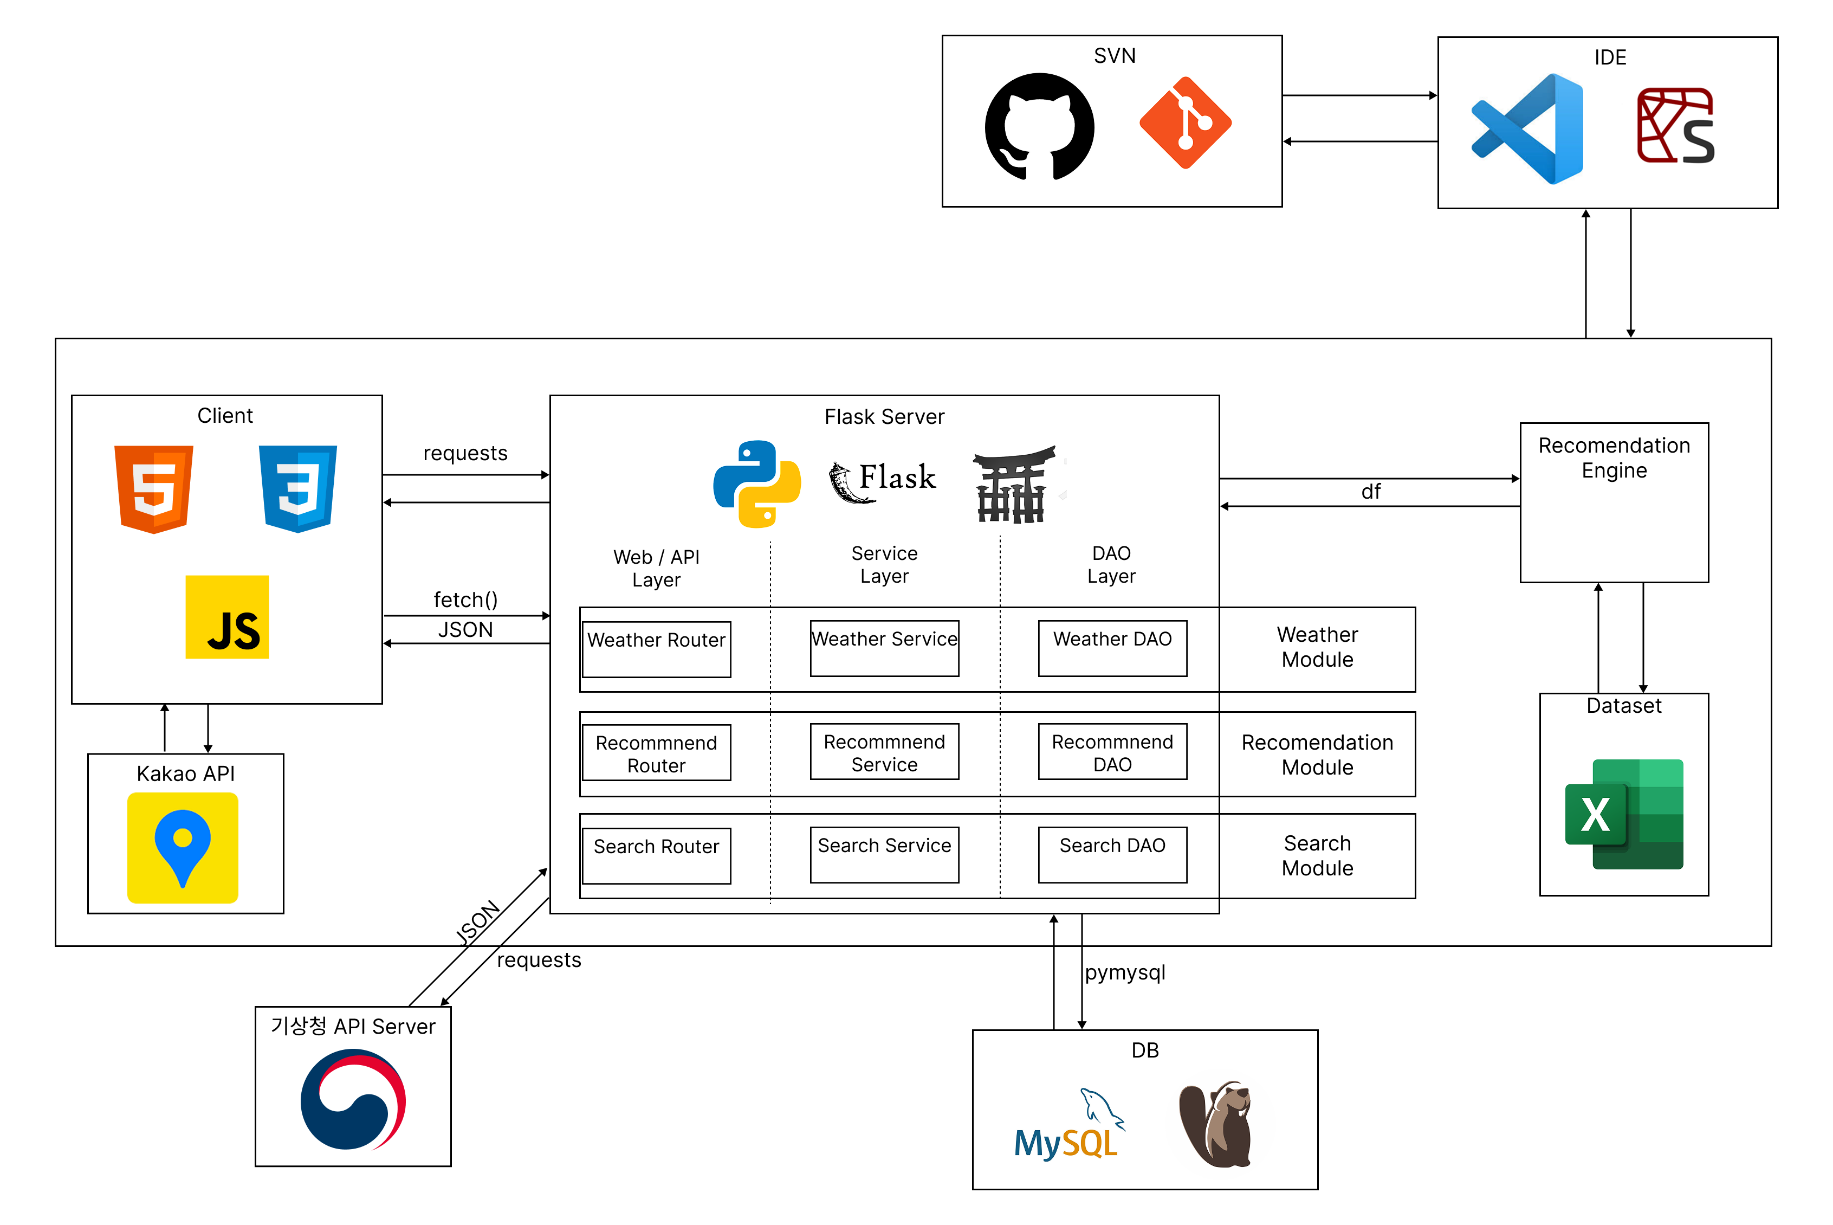 SVN
IDE
S
Client
5
3
JS
requests
fetch()
JSON
Flask Server
Flask
Web / API
Layer
Service
Layer
DAO
Layer
Weather Router
Weather Service
Weather DAO
Weather
Module
Recommnend
Router
Recommnend
Service
Recommnend
DAO
Recomendation
Module
Search Router
Search Service
Search DAO
Search
Module
df
Recomendation
Engine
Dataset
X
Kakao API
JSON
requests
기상청 API Server
pymysql
DB
MySQL